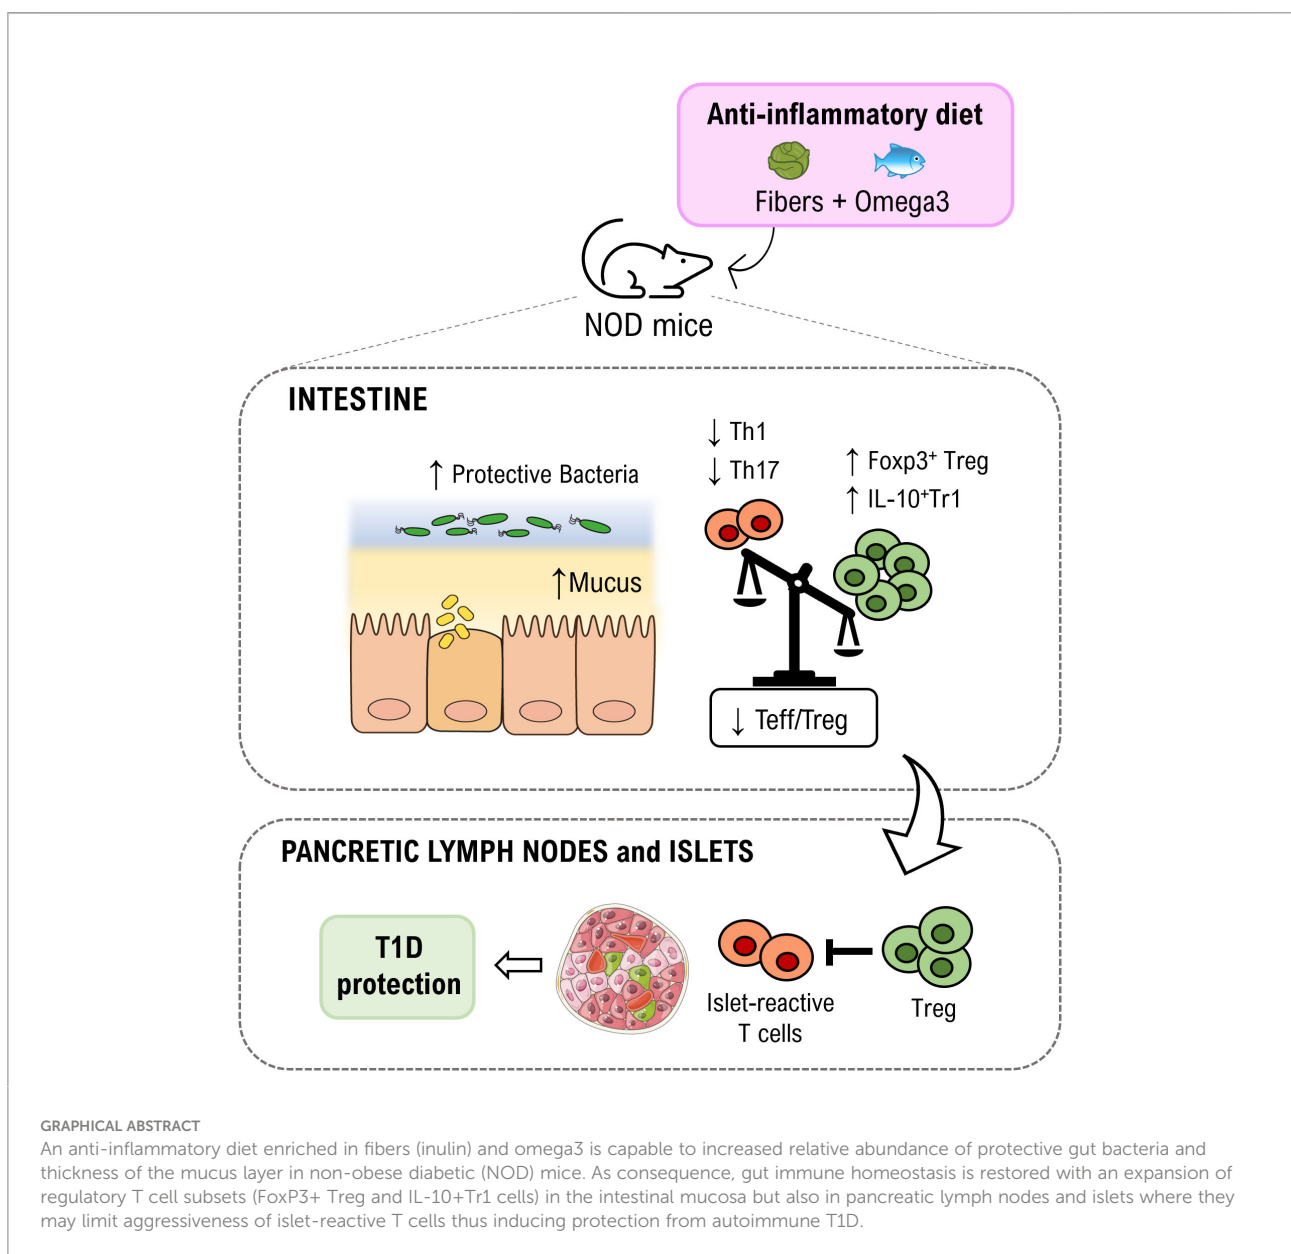 Anti-inflammatory diet
Fibers + Omega3
NOD mice
INTESTINE
↑ Protective Bacteria
↑Mucus
↓ Th1
↓ Th17
↑ Foxp3⁺ Treg
↑ IL-10⁺Tr1
↓ Teff/Treg
PANCRETIC LYMPH NODES and ISLETS
T1D
protection
Islet-reactive
T cells
Treg
GRAPHICAL ABSTRACT
An anti-inflammatory diet enriched in fibers (inulin) and omega3 is capable to increased relative abundance of protective gut bacteria and
thickness of the mucus layer in non-obese diabetic (NOD) mice. As consequence, gut immune homeostasis is restored with an expansion of
regulatory T cell subsets (FoxP3+ Treg and IL-10+Tr1 cells) in the intestinal mucosa but also in pancreatic lymph nodes and islets where they
may limit aggressiveness of islet-reactive T cells thus inducing protection from autoimmune T1D.